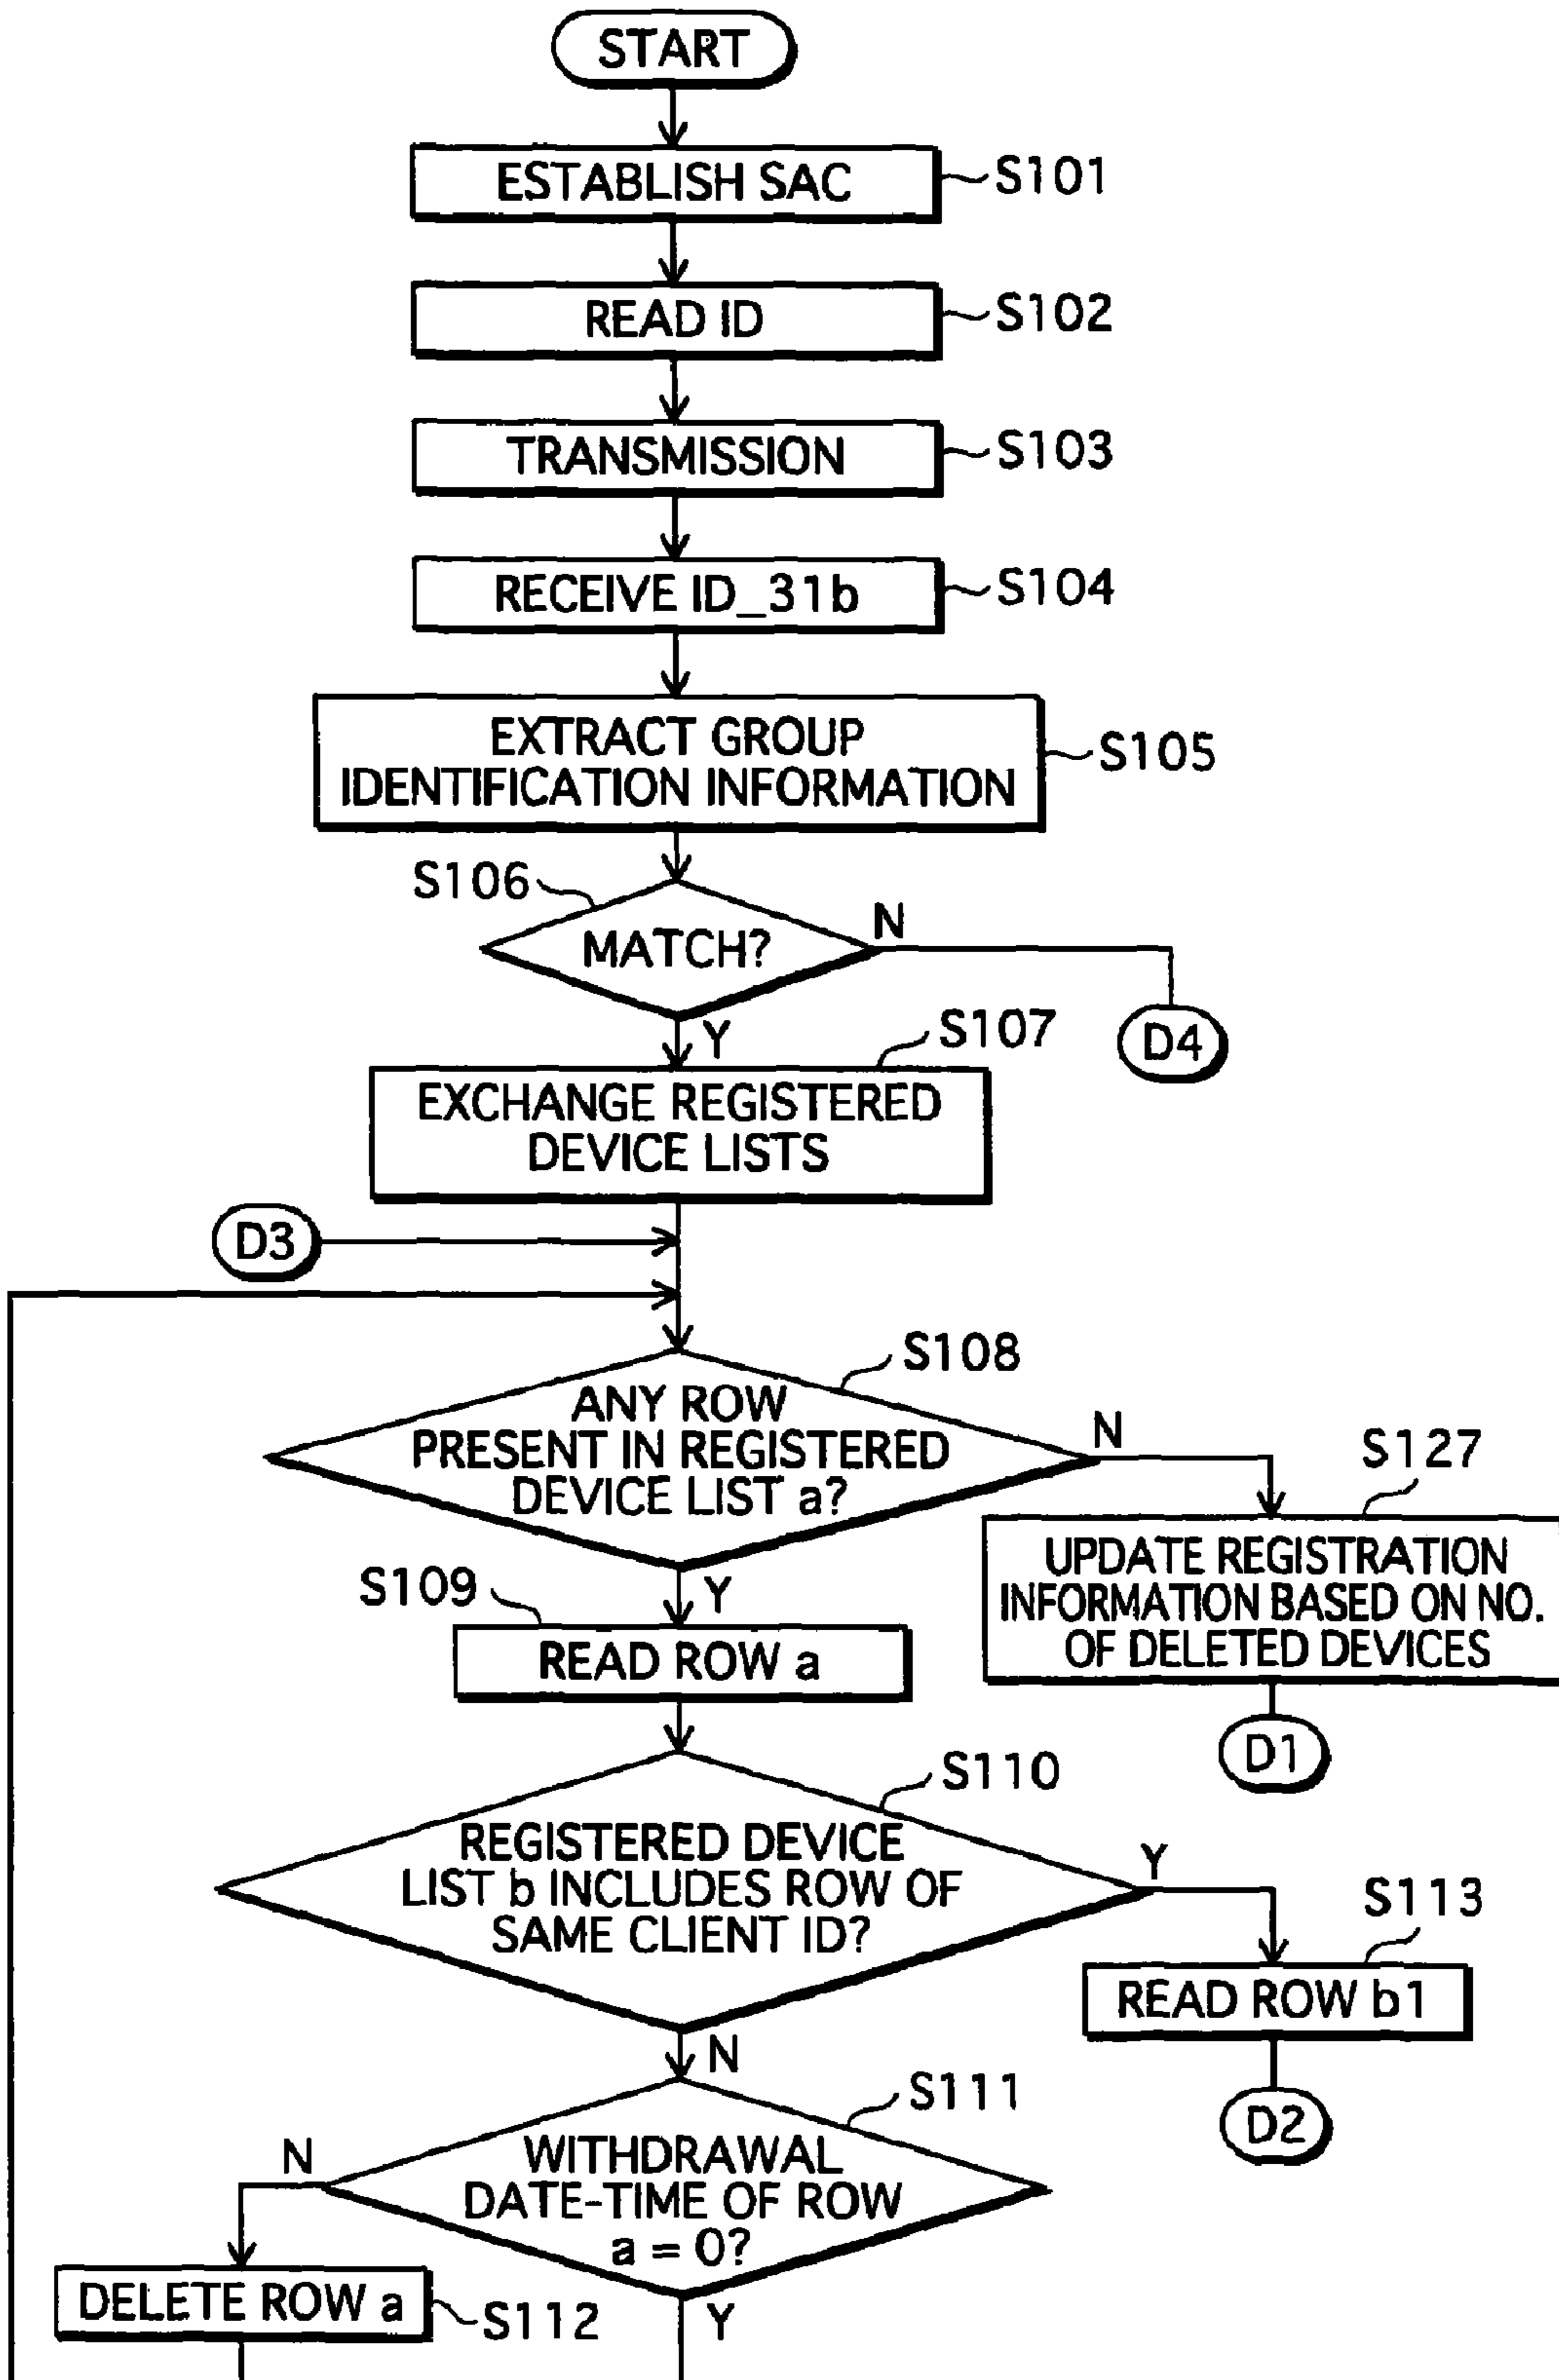 START
ESTABLISH SAC
S101
READ ID
S102
TRANSMISSION
S103
RECEIVE ID_31b
S104
EXTRACT GROUP
IDENTIFICATION INFORMATION
S105
S106
MATCH?
N
D4
Y
S107
EXCHANGE REGISTERED
DEVICE LISTS
D3
S108
ANY ROW
PRESENT IN REGISTERED
DEVICE LIST a?
N
S127
UPDATE REGISTRATION
INFORMATION BASED ON NO.
OF DELETED DEVICES
D1
Y
S109
READ ROW a
S110
REGISTERED DEVICE
LIST b INCLUDES ROW OF
SAME CLIENT ID?
Y
S113
READ ROW b1
D2
N
S111
WITHDRAWAL
DATE-TIME OF ROW
a = 0?
N
DELETE ROW a
S112
Y